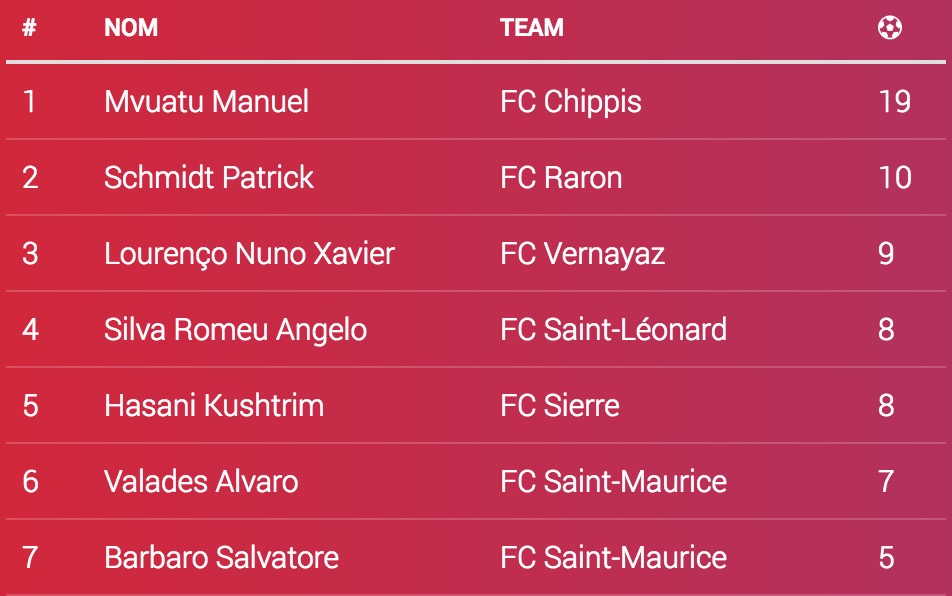 # NOM TEAM
1 Mvuatu Manuel FC Chippis 19
2 Schmidt Patrick FC Raron 10
3 Lourenço Nuno Xavier FC Vernayaz 9
4 Silva Romeu Angelo FC Saint-Léonard 8
5 Hasani Kushtrim FC Sierre 8
6 Valades Alvaro FC Saint-Maurice 7
7 Barbaro Salvatore FC Saint-Maurice 5